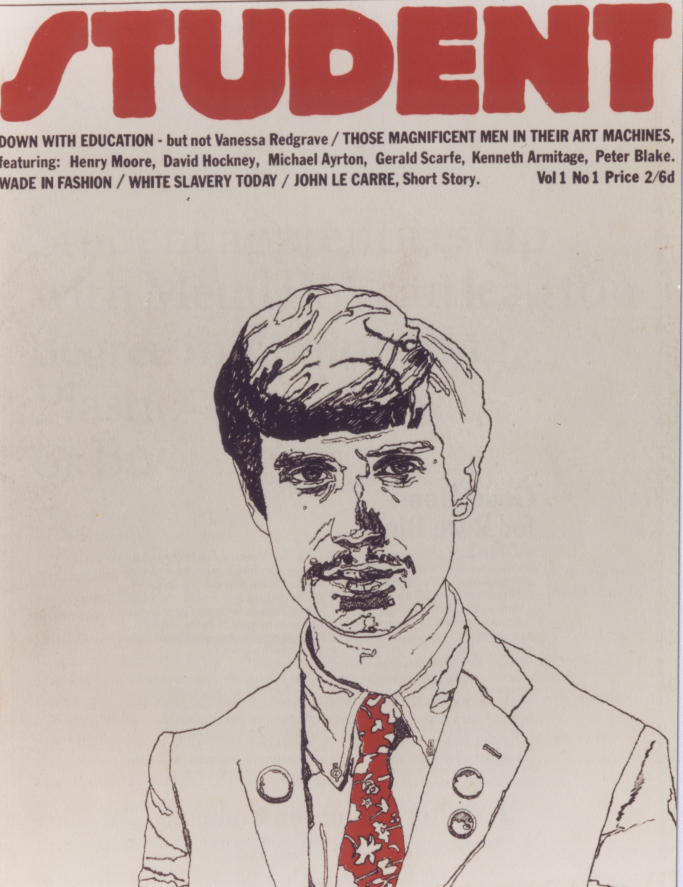 STUDENT
DOWN WITH EDUCATION - but not Vanessa Redgrave / THOSE MAGNIFICENT MEN IN THEIR ART MACHINES,
featuring: Henry Moore, David Hockney, Michael Ayrton, Gerald Scarfe, Kenneth Armitage, Peter Blake.
WADE IN FASHION / WHITE SLAVERY TODAY / JOHN LE CARRE, Short Story. Vol 1 No 1 Price 2/6d